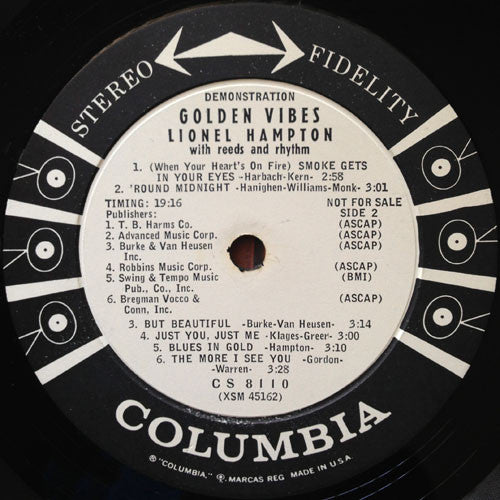 STEREO FIDELITY
DEMONSTRATION
GOLDEN VIBES
LIONEL HAMPTON
with reeds and rhythm
1. (When Your Heart's On Fire) SMOKE GETS
IN YOUR EYES -Harbach-Kern- 2:58
2. 'ROUND MIDNIGHT -Hanighen-Williams-Monk- 3:01
TIMING: 19:16 NOT FOR SALE
Publishers: SIDE 2
1. T. B. Harms Co. (ASCAP)
2. Advanced Music Corp. (ASCAP)
3. Burke & Van Heusen (ASCAP)
Inc.
4. Robbins Music Corp. (ASCAP)
5. Swing & Tempo Music (BMI)
Pub., Co., Inc.
6. Bregman Vocco & (ASCAP)
Conn, Inc.
3. BUT BEAUTIFUL -Burke-Van Heusen- 3:14
4. JUST YOU, JUST ME -Klages-Greer- 3:00
5. BLUES IN GOLD -Hampton- 3:10
6. THE MORE I SEE YOU -Gordon-
-Warren- 3:28
CS 8110
(XSM 45162)
COLUMBIA
® "COLUMBIA," ℗. MARCAS REG MADE IN U.S.A.